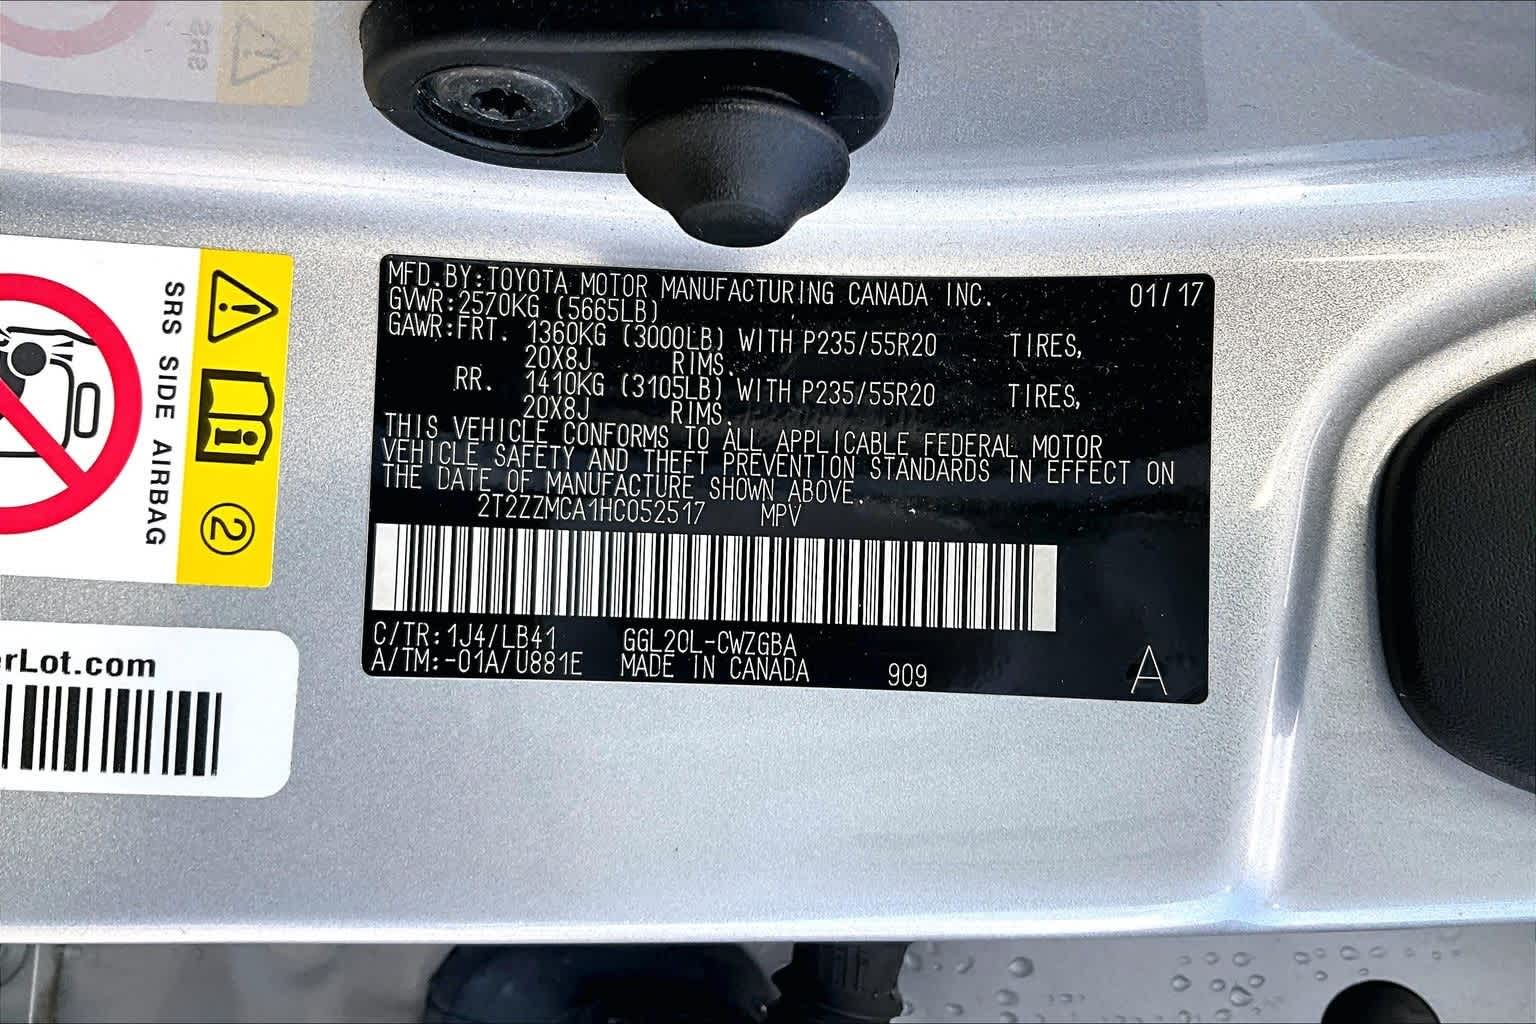 SRS
MFD.BY:TOYOTA MOTOR MANUFACTURING CANADA INC. 01/17
GVWR:2570KG (5665LB)
GAWR:FRT. 1360KG (3000LB) WITH P235/55R20 TIRES,
20X8J RIMS.
RR. 1410KG (3105LB) WITH P235/55R20 TIRES,
20X8J RIMS.
THIS VEHICLE CONFORMS TO ALL APPLICABLE FEDERAL MOTOR
VEHICLE SAFETY AND THEFT PREVENTION STANDARDS IN EFFECT ON
THE DATE OF MANUFACTURE SHOWN ABOVE.
2T2ZZMCA1HC052517 MPV
C/TR:1J4/LB41 GGL20L-CWZGBA
A/TM:-01A/U881E MADE IN CANADA 909 A
SRS SIDE AIRBAG
2
erLot.com